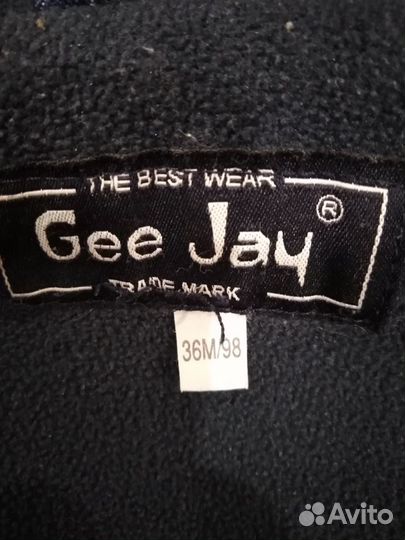 THE BEST WEAR
Gee Jay ®
TRADE MARK
36M/98
Avito